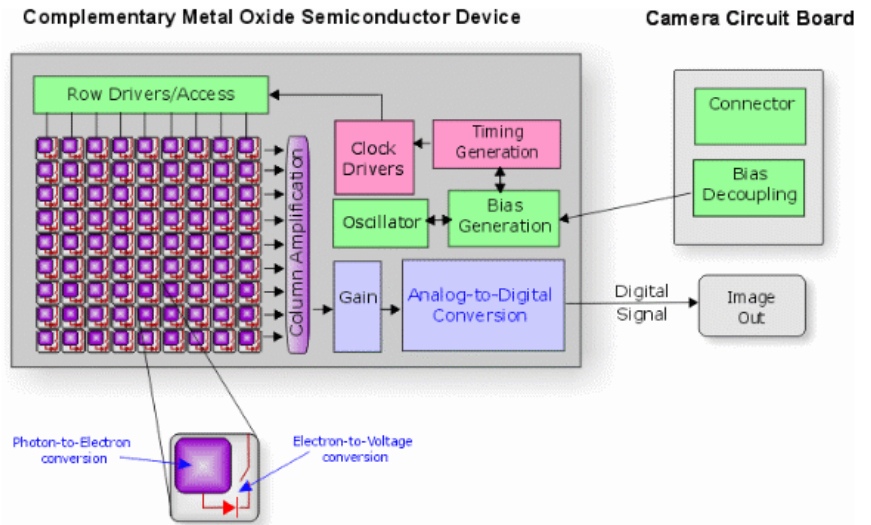 Complementary Metal Oxide Semiconductor Device
Camera Circuit Board
Row Drivers/Access
Connector
Clock
Drivers
Timing
Generation
Bias
Decoupling
Column Amplification
Oscillator
Bias
Generation
Gain
Analog-to-Digital
Conversion
Digital
Signal
Image
Out
Photon-to-Electron
conversion
Electron-to-Voltage
conversion